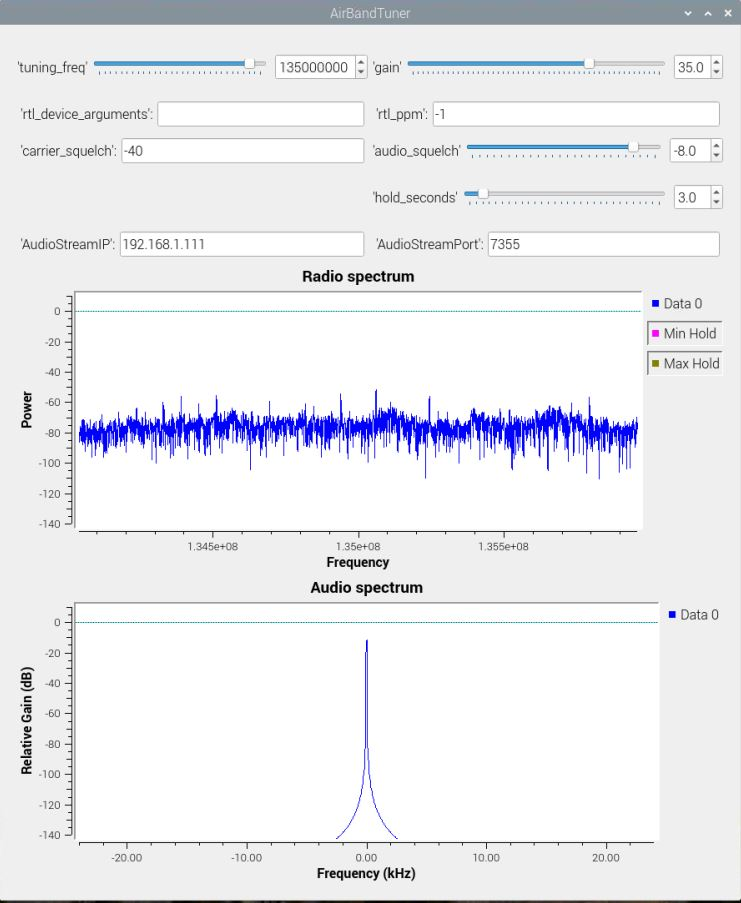 AirBandTuner
'tuning_freq' 135000000 'gain' 35.0
'rtl_device_arguments': 'rtl_ppm': -1
'carrier_squelch': -40 'audio_squelch' -8.0
'hold_seconds' 3.0
'AudioStreamIP': 192.168.1.111 'AudioStreamPort': 7355
Radio spectrum
Data 0
Min Hold
Max Hold
Power
0
-20
-40
-60
-80
-100
-120
-140
1.345e+08 1.35e+08 1.355e+08
Frequency
Audio spectrum
Data 0
Relative Gain (dB)
0
-20
-40
-60
-80
-100
-120
-140
-20.00 -10.00 0.00 10.00 20.00
Frequency (kHz)